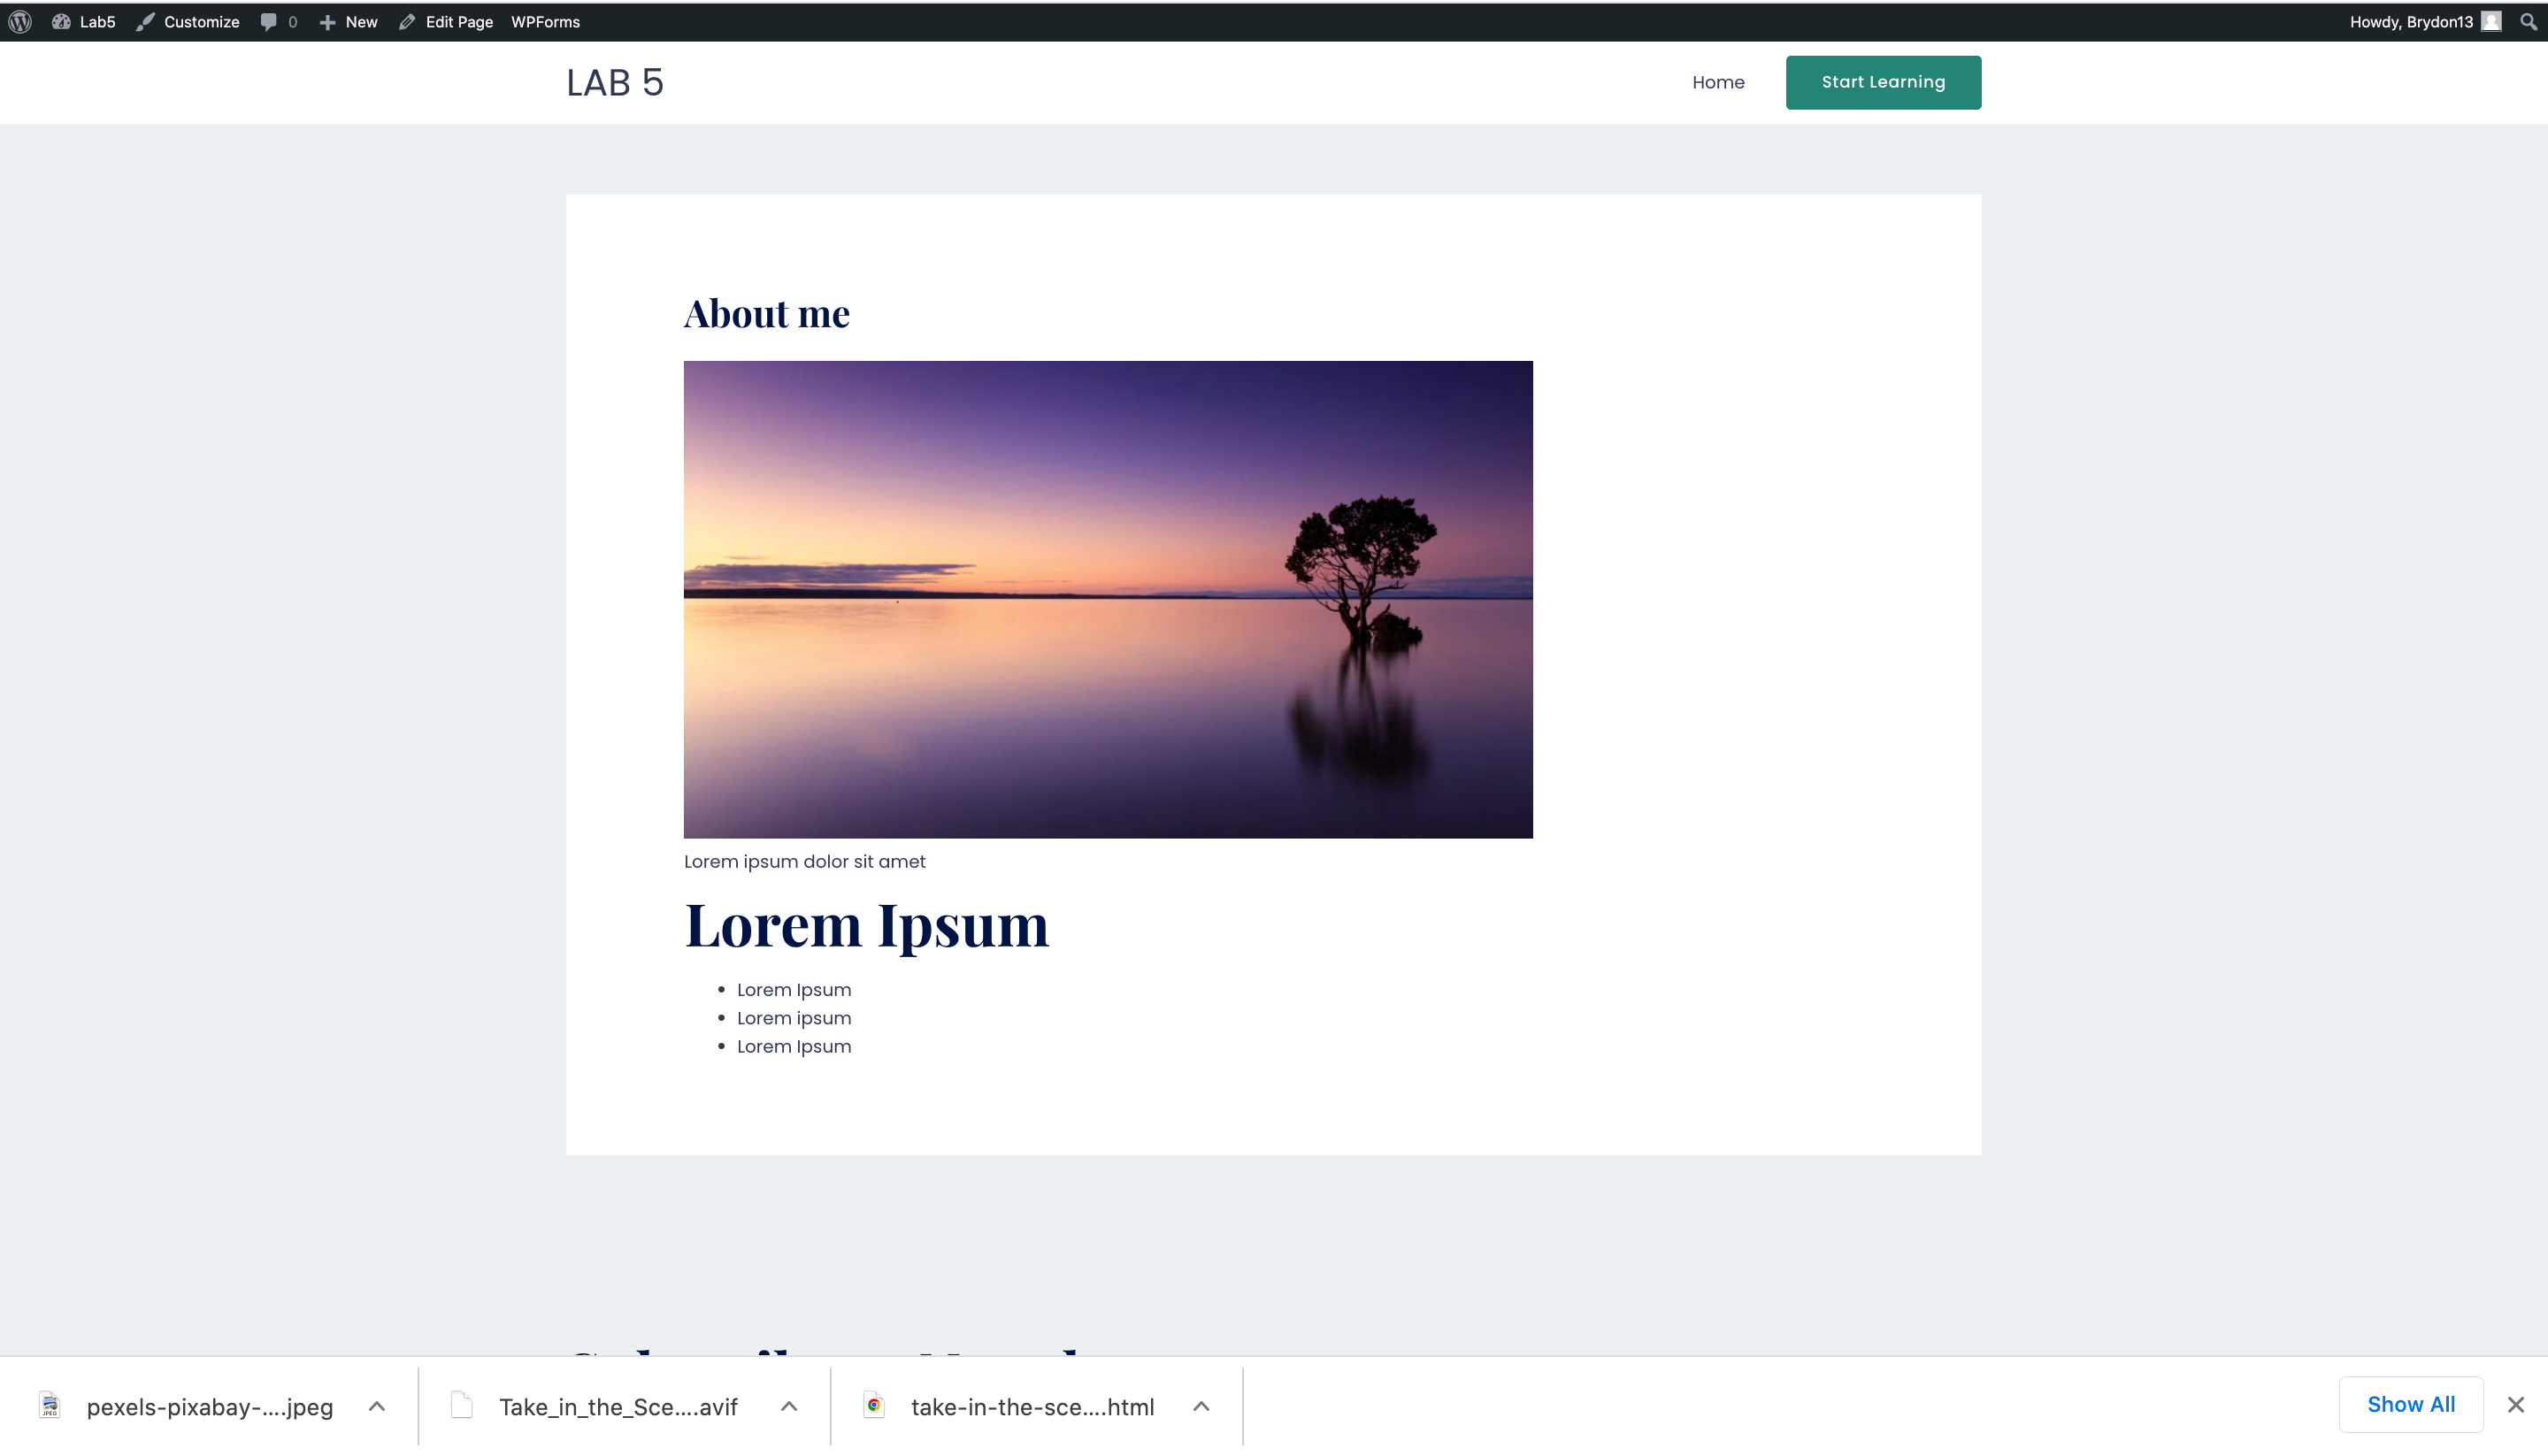 Lab5 Customize 0 New Edit Page WPForms Howdy, Brydon13
LAB 5 Home Start Learning
About me
Lorem ipsum dolor sit amet
Lorem Ipsum
Lorem Ipsum
Lorem ipsum
Lorem Ipsum
pexels-pixabay-....jpeg Take_in_the_Sce....avif take-in-the-sce....html Show All